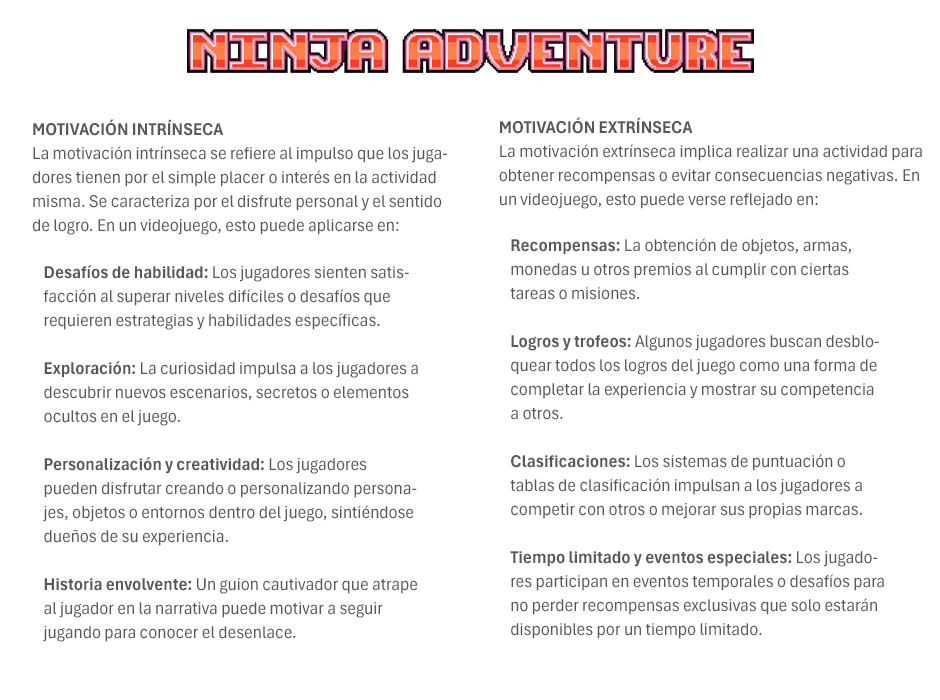 NINJA ADVENTURE
MOTIVACIÓN INTRÍNSECA
La motivación intrínseca se refiere al impulso que los juga-
dores tienen por el simple placer o interés en la actividad
misma. Se caracteriza por el disfrute personal y el sentido
de logro. En un videojuego, esto puede aplicarse en:
Desafíos de habilidad: Los jugadores sienten satis-
facción al superar niveles difíciles o desafíos que
requieren estrategias y habilidades específicas.
Exploración: La curiosidad impulsa a los jugadores a
descubrir nuevos escenarios, secretos o elementos
ocultos en el juego.
Personalización y creatividad: Los jugadores
pueden disfrutar creando o personalizando persona-
jes, objetos o entornos dentro del juego, sintiéndose
dueños de su experiencia.
Historia envolvente: Un guion cautivador que atrape
al jugador en la narrativa puede motivar a seguir
jugando para conocer el desenlace.
MOTIVACIÓN EXTRÍNSECA
La motivación extrínseca implica realizar una actividad para
obtener recompensas o evitar consecuencias negativas. En
un videojuego, esto puede verse reflejado en:
Recompensas: La obtención de objetos, armas,
monedas u otros premios al cumplir con ciertas
tareas o misiones.
Logros y trofeos: Algunos jugadores buscan desblo-
quear todos los logros del juego como una forma de
completar la experiencia y mostrar su competencia
a otros.
Clasificaciones: Los sistemas de puntuación o
tablas de clasificación impulsan a los jugadores a
competir con otros o mejorar sus propias marcas.
Tiempo limitado y eventos especiales: Los jugado-
res participan en eventos temporales o desafíos para
no perder recompensas exclusivas que solo estarán
disponibles por un tiempo limitado.